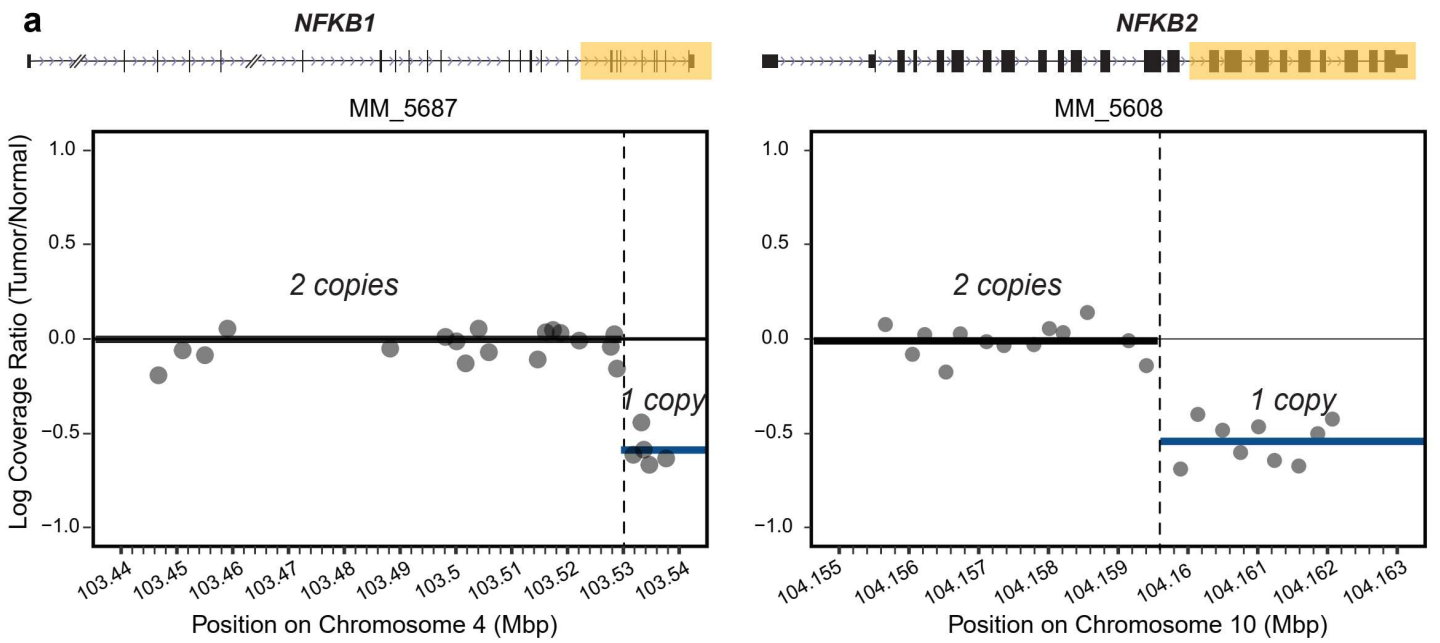 a
NFKB1
NFKB2
MM_5687
MM_5608
Log Coverage Ratio (Tumor/Normal)
1.0
0.5
0.0
−0.5
−1.0
2 copies
1 copy
103.44
103.45
103.46
103.47
103.48
103.49
103.5
103.51
103.52
103.53
103.54
Position on Chromosome 4 (Mbp)
1.0
0.5
0.0
−0.5
−1.0
2 copies
1 copy
104.155
104.156
104.157
104.158
104.159
104.16
104.161
104.162
104.163
Position on Chromosome 10 (Mbp)